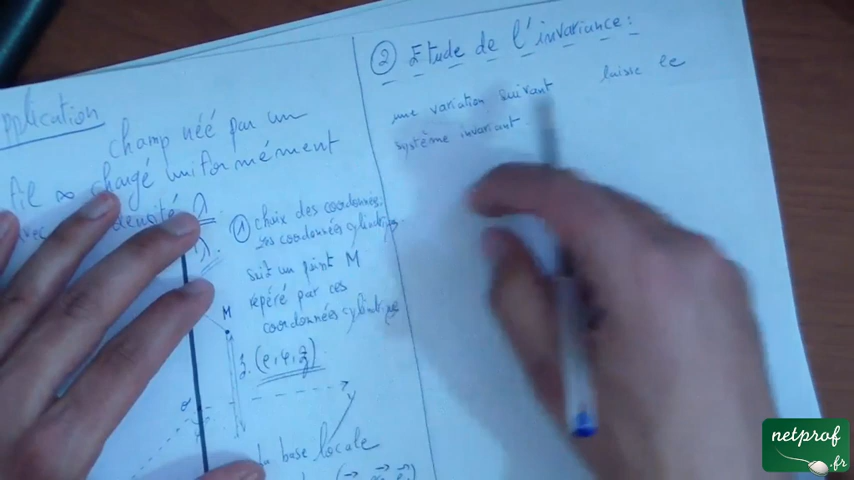 pplication
champ néé par un
fil ∞ chargé uniformément
densité λ
λ
① choix des coordonnées:
les coordonnées cylindriques.
soit un point M
répéré par ces
coordonnées cylindriques
(ρ, φ, z)
M
z
y
La base locale
② Etude de l'invariance:
une variation suivant laisse le
système invariant
netprof
.fr